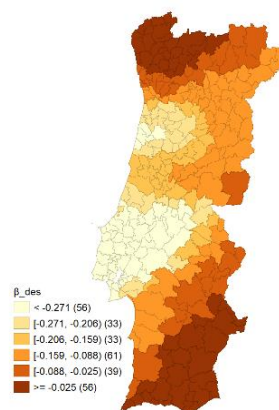 β_des
< -0.271 (56)
[-0.271, -0.206) (33)
[-0.206, -0.159) (33)
[-0.159, -0.088) (61)
[-0.088, -0.025) (39)
>= -0.025 (56)